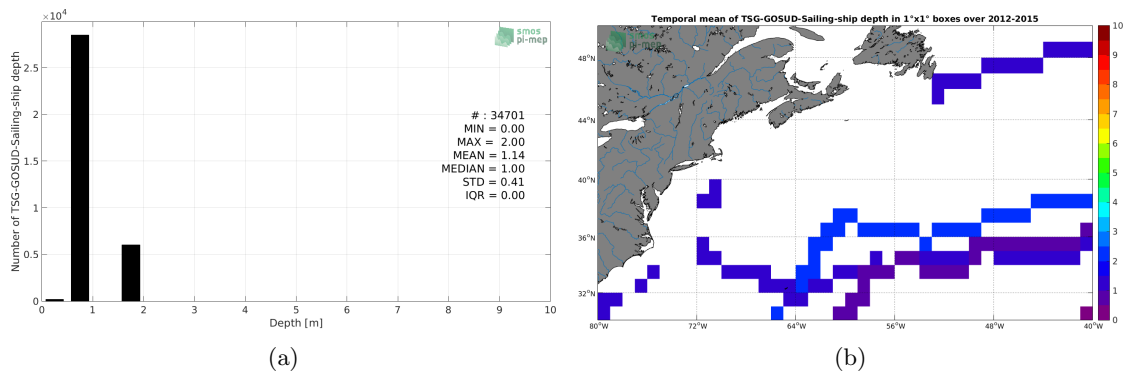 ×10⁴
smos
pi-mep
2.5
2
1.5
1
0.5
0
Number of TSG-GOSUD-Sailing-ship depth
# : 34701
MIN = 0.00
MAX = 2.00
MEAN = 1.14
MEDIAN = 1.00
STD = 0.41
IQR = 0.00
0 1 2 3 4 5 6 7 8 9 10
Depth [m]
(a)
Temporal mean of TSG-GOSUD-Sailing-ship depth in 1°x1° boxes over 2012-2015
smos
pi-mep
48°N
44°N
40°N
36°N
32°N
80°W 72°W 64°W 56°W 48°W 40°W
10
9
8
7
6
5
4
3
2
1
0
(b)